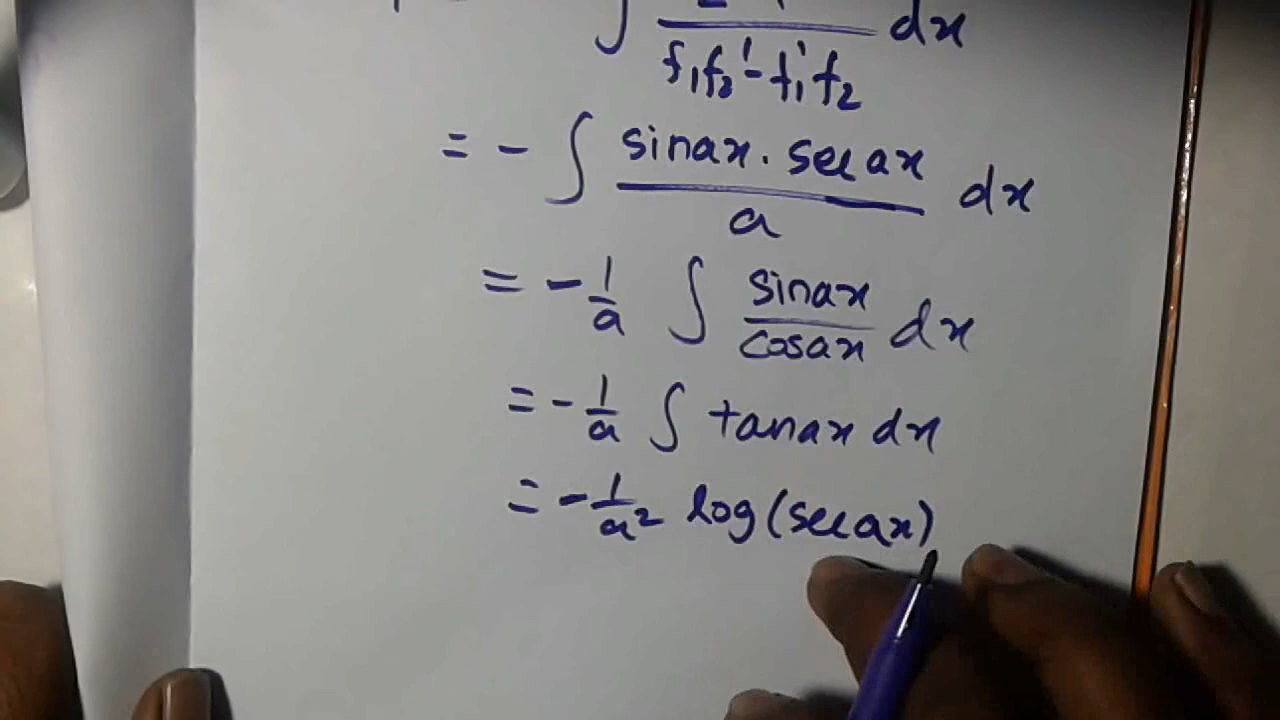 ∫ ───── dx
f₁f₂' - f₁'f₂
= - ∫ (sinax . secax)/a dx
= - 1/a ∫ sinax/cosax dx
= - 1/a ∫ tanax dx
= - 1/a² log(secax)